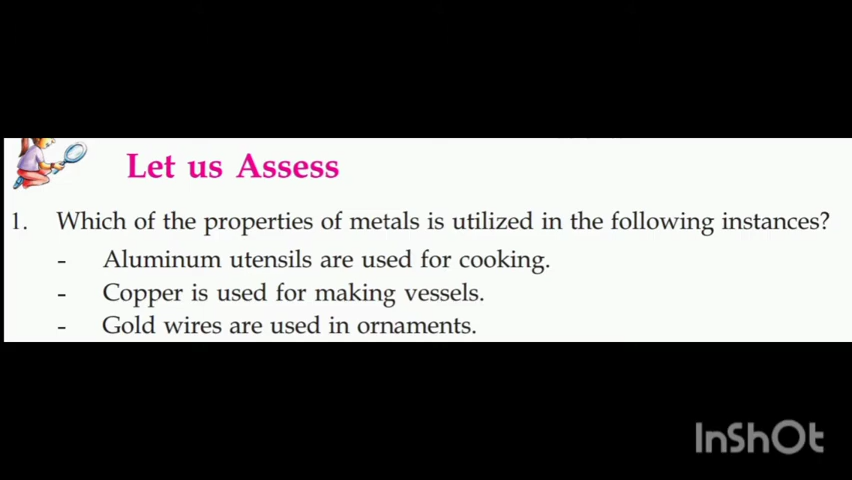 Let us Assess
1. Which of the properties of metals is utilized in the following instances?
- Aluminum utensils are used for cooking.
- Copper is used for making vessels.
- Gold wires are used in ornaments.
InShOt